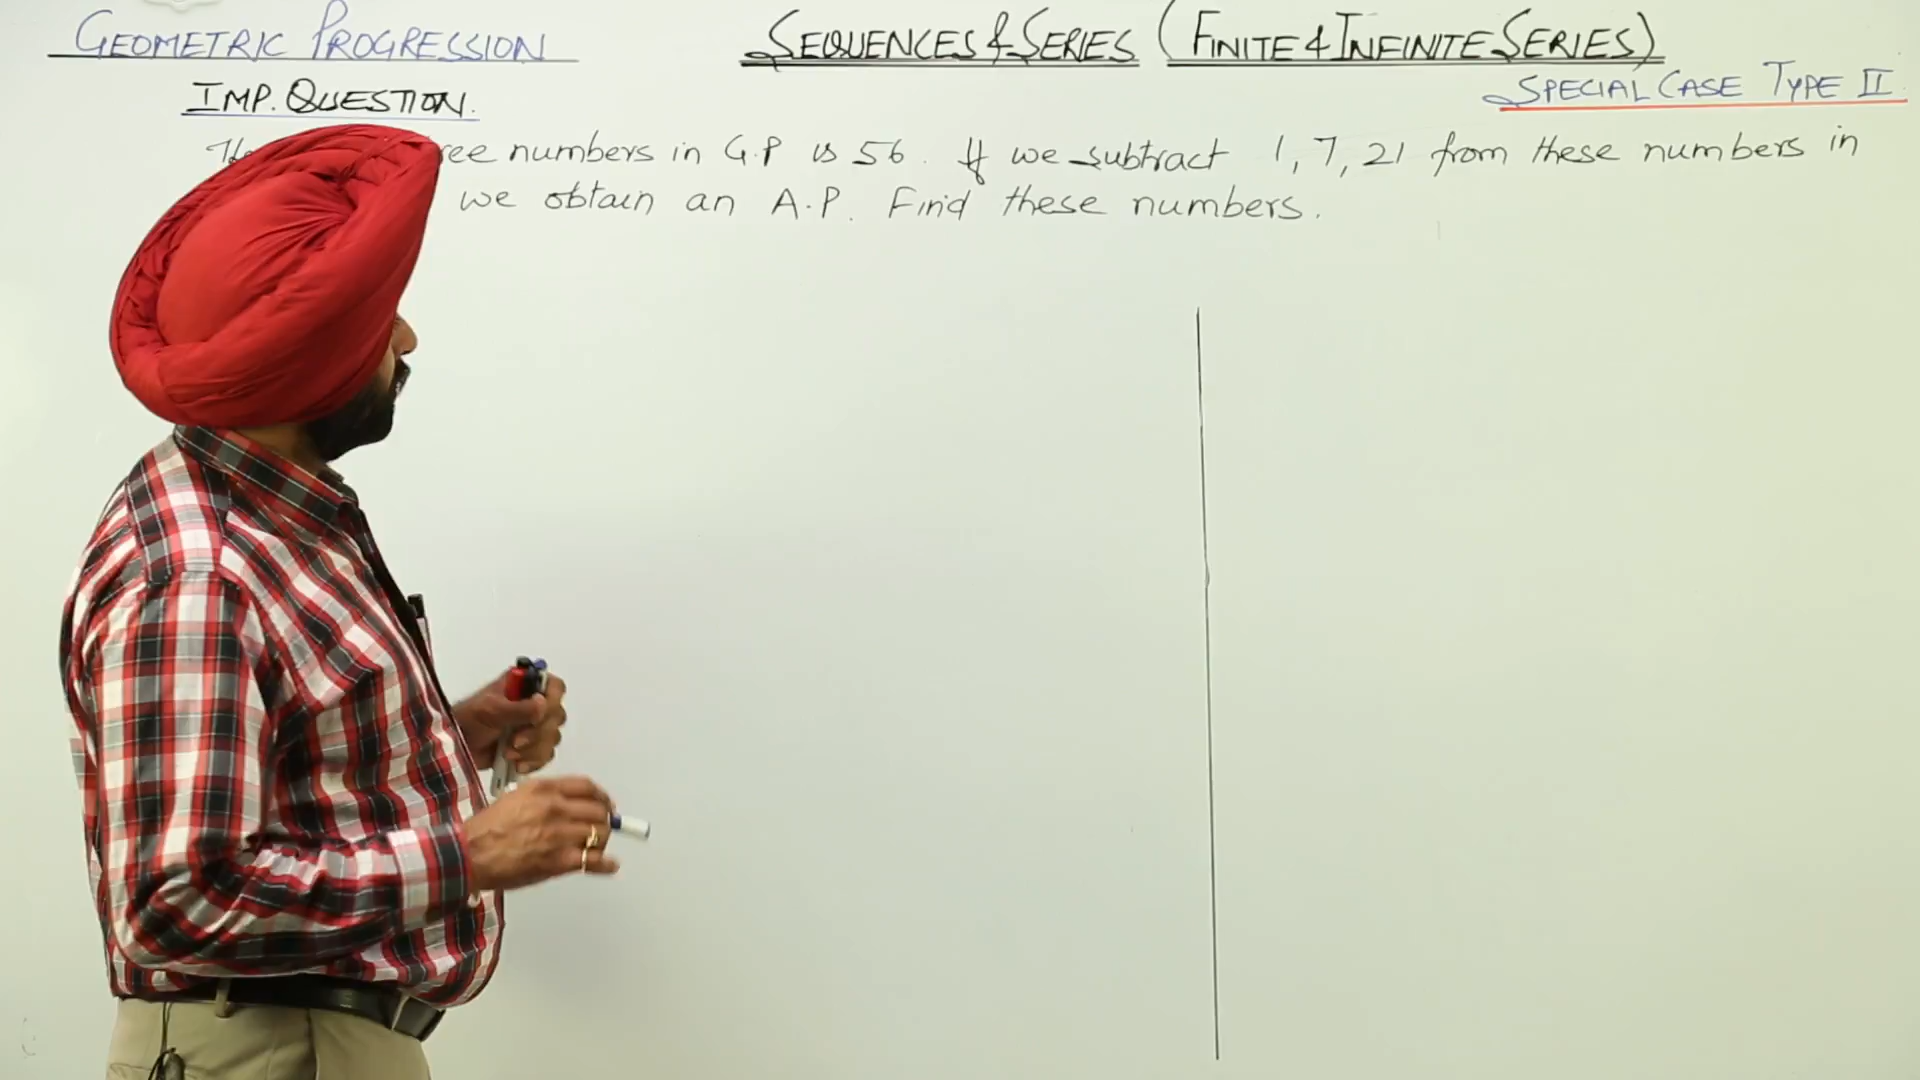 GEOMETRIC PROGRESSION
SEQUENCES & SERIES (FINITE & INFINITE SERIES)
IMP. QUESTION.
SPECIAL CASE TYPE II
numbers in G.P is 56. If we subtract 1, 7, 21 from these numbers in
we obtain an A.P. Find these numbers.